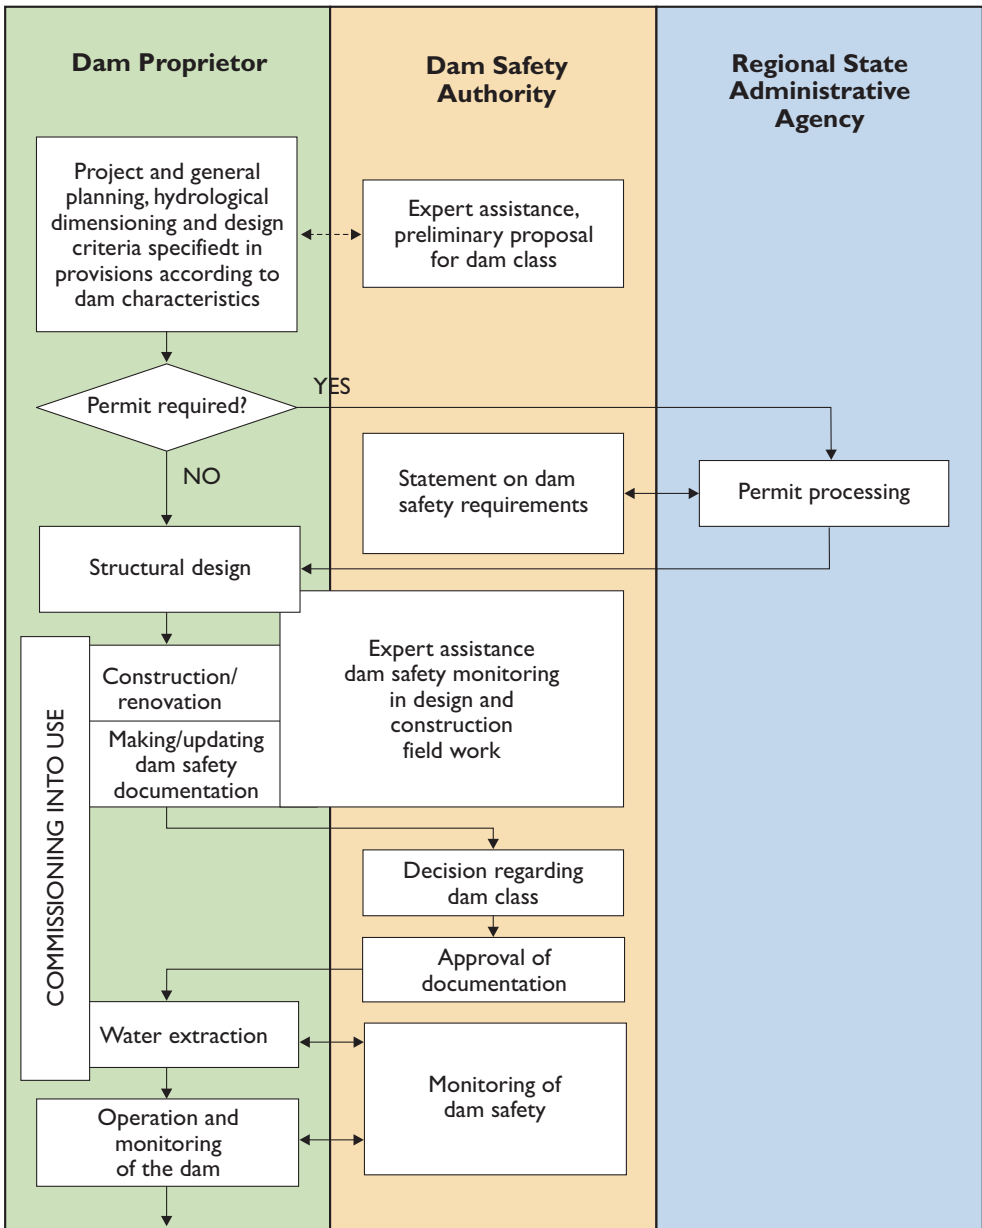 Dam Proprietor
Dam Safety
Authority
Regional State
Administrative
Agency
Project and general
planning, hydrological
dimensioning and design
criteria specifiedt in
provisions according to
dam characteristics
Expert assistance,
preliminary proposal
for dam class
YES
Permit required?
NO
Statement on dam
safety requirements
Permit processing
Structural design
Expert assistance
dam safety monitoring
in design and
construction
field work
COMMISSIONING INTO USE
Construction/
renovation
Making/updating
dam safety
documentation
Decision regarding
dam class
Approval of
documentation
Water extraction
Monitoring of
dam safety
Operation and
monitoring
of the dam